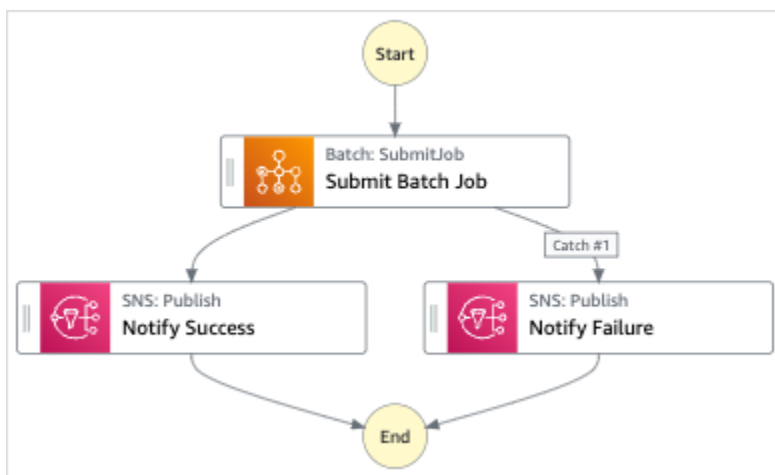 Start
Batch: SubmitJob
Submit Batch Job
Catch #1
SNS: Publish
Notify Success
SNS: Publish
Notify Failure
End